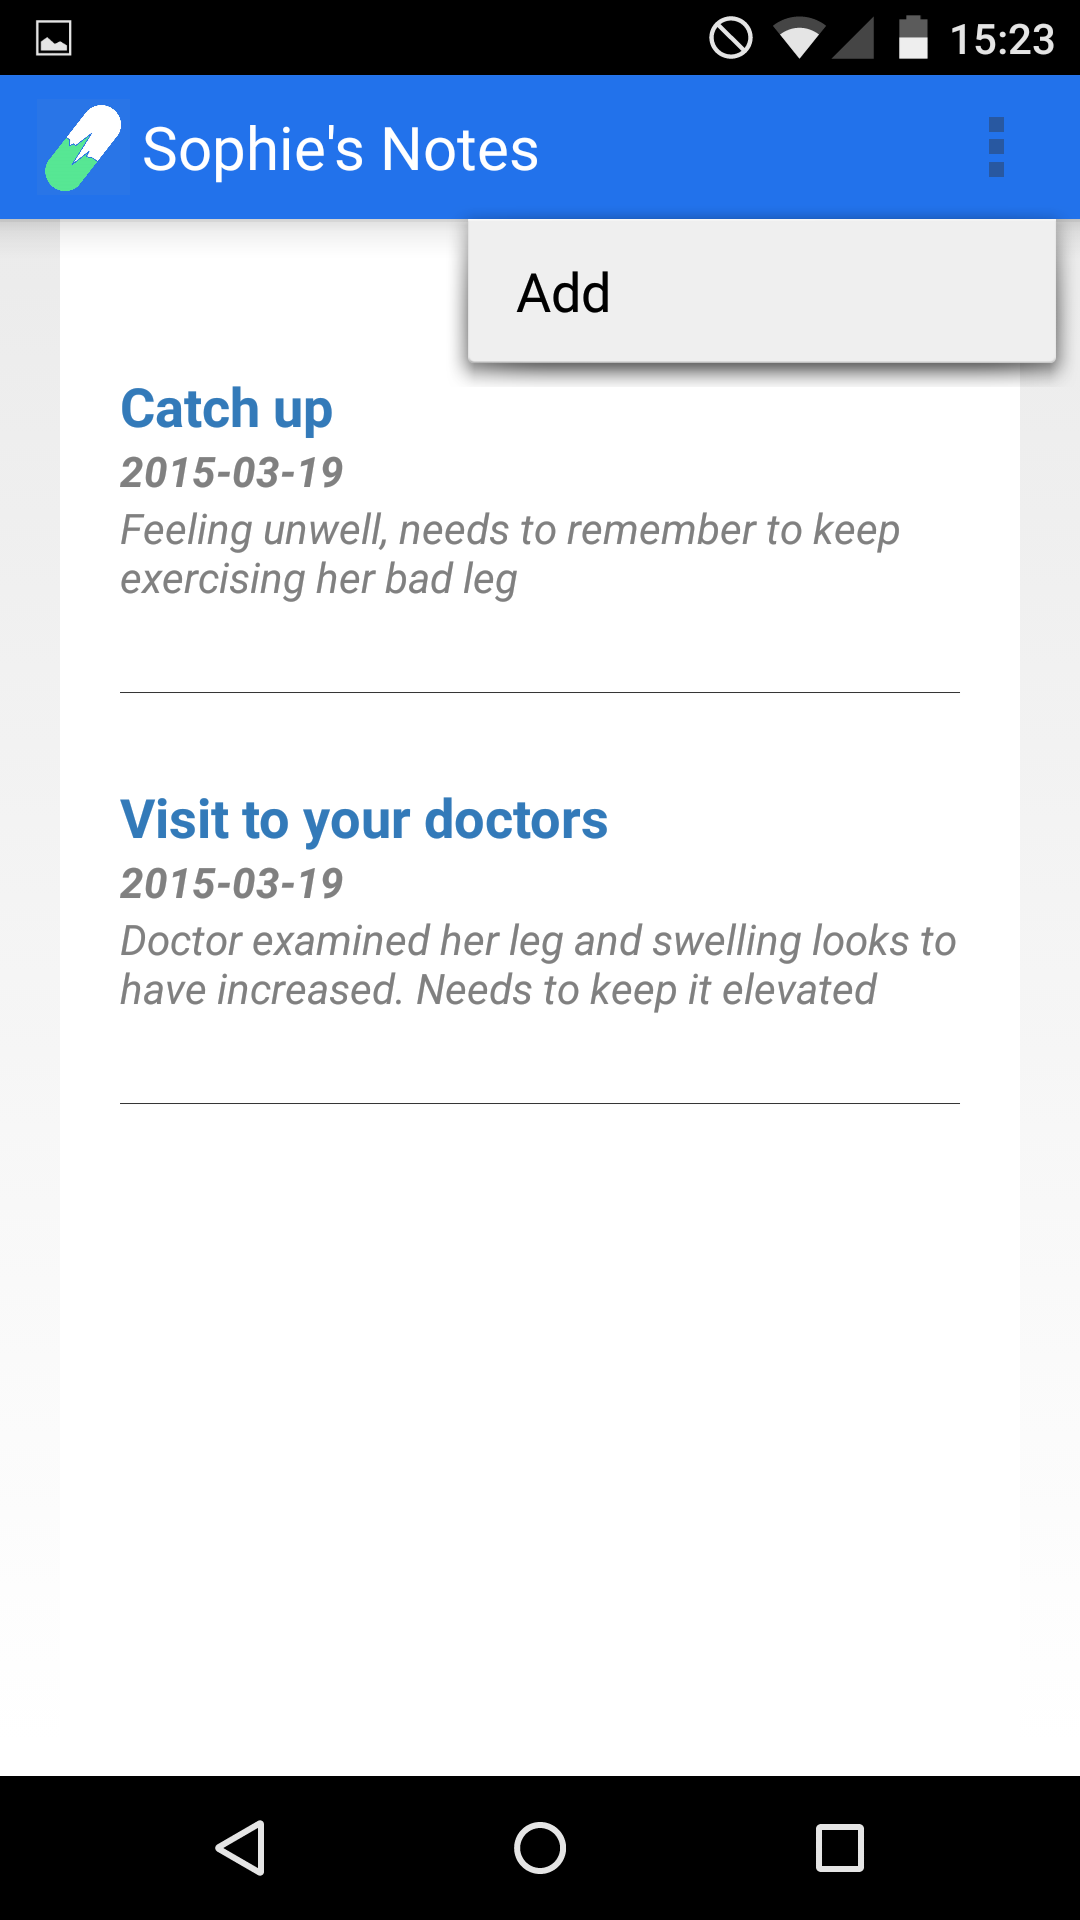 15:23
Sophie's Notes
Add
Catch up
2015-03-19
Feeling unwell, needs to remember to keep
exercising her bad leg
Visit to your doctors
2015-03-19
Doctor examined her leg and swelling looks to
have increased. Needs to keep it elevated